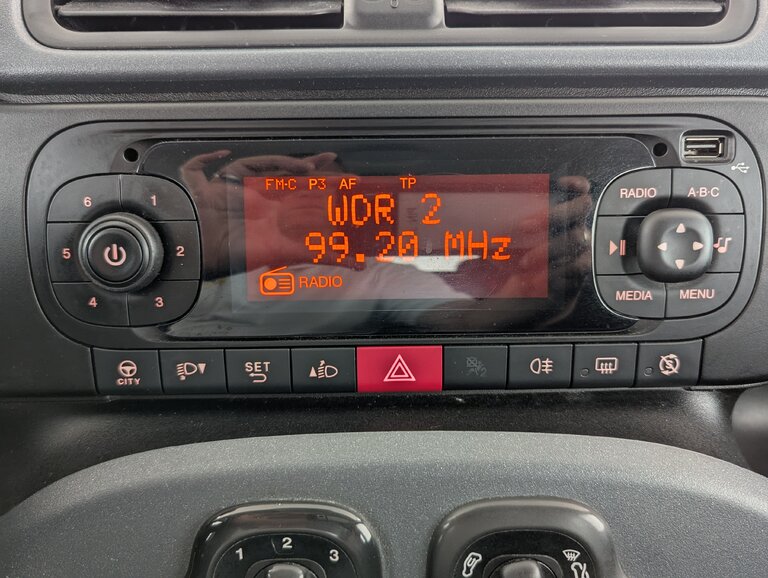 FM-C P3 AF TP
WDR 2
99.20 MHz
RADIO
6 1
5 2
4 3
RADIO A·B·C
MEDIA MENU
CITY
SET
1 2 3